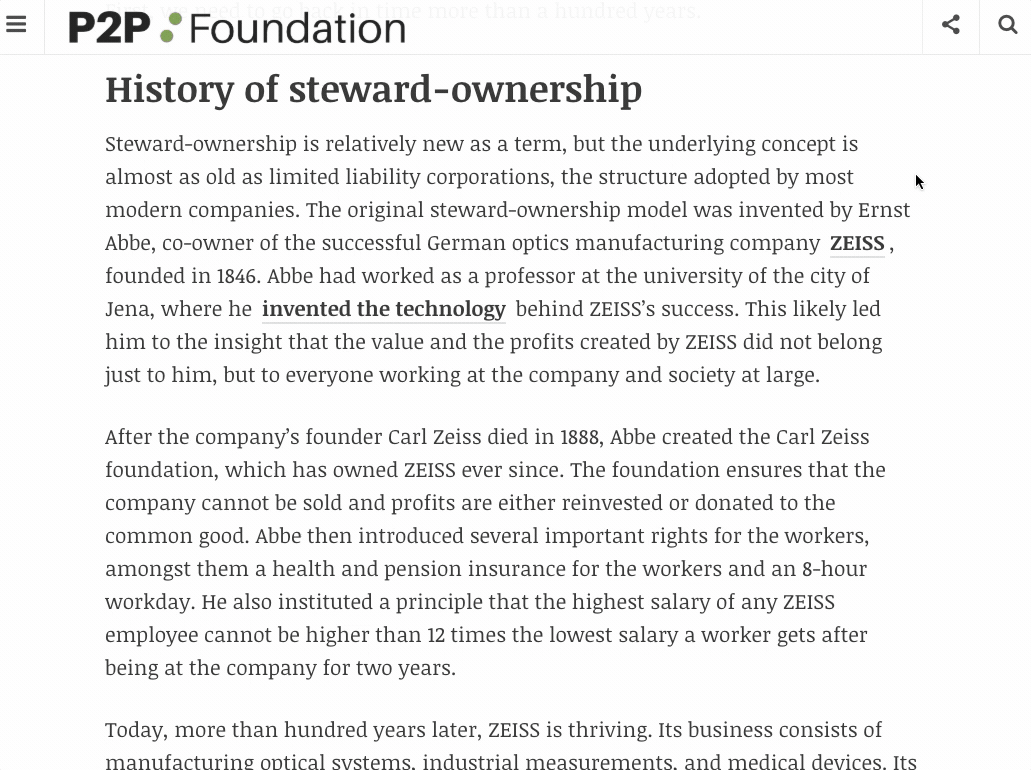 First, we need to go back in time more than a hundred years.
P2P Foundation
History of steward-ownership
Steward-ownership is relatively new as a term, but the underlying concept is
almost as old as limited liability corporations, the structure adopted by most
modern companies. The original steward-ownership model was invented by Ernst
Abbe, co-owner of the successful German optics manufacturing company ZEISS ,
founded in 1846. Abbe had worked as a professor at the university of the city of
Jena, where he invented the technology behind ZEISS’s success. This likely led
him to the insight that the value and the profits created by ZEISS did not belong
just to him, but to everyone working at the company and society at large.
After the company’s founder Carl Zeiss died in 1888, Abbe created the Carl Zeiss
foundation, which has owned ZEISS ever since. The foundation ensures that the
company cannot be sold and profits are either reinvested or donated to the
common good. Abbe then introduced several important rights for the workers,
amongst them a health and pension insurance for the workers and an 8-hour
workday. He also instituted a principle that the highest salary of any ZEISS
employee cannot be higher than 12 times the lowest salary a worker gets after
being at the company for two years.
Today, more than hundred years later, ZEISS is thriving. Its business consists of
manufacturing optical systems, industrial measurements, and medical devices. Its